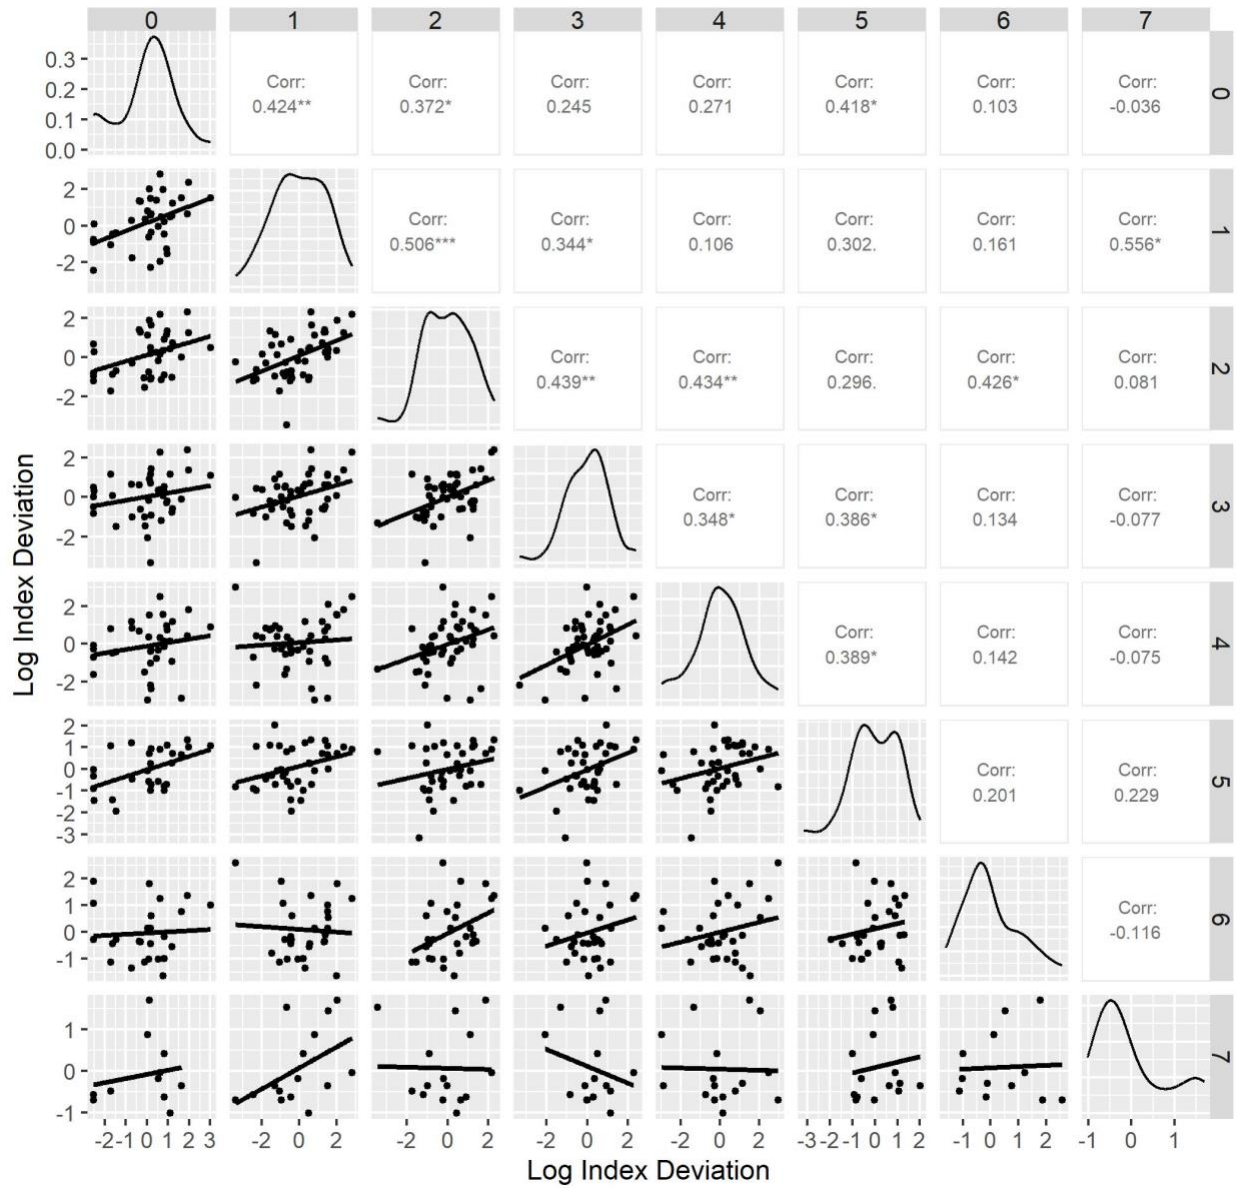 0 1 2 3 4 5 6 7
0.3
0.2
0.1
0.0
Corr:
0.424**
Corr:
0.372*
Corr:
0.245
Corr:
0.271
Corr:
0.418*
Corr:
0.103
Corr:
-0.036
0
2
0
-2
Corr:
0.506***
Corr:
0.344*
Corr:
0.106
Corr:
0.302.
Corr:
0.161
Corr:
0.556*
1
2
0
-2
Corr:
0.439**
Corr:
0.434**
Corr:
0.296.
Corr:
0.426*
Corr:
0.081
2
2
0
-2
Corr:
0.348*
Corr:
0.386*
Corr:
0.134
Corr:
-0.077
3
2
0
-2
Corr:
0.389*
Corr:
0.142
Corr:
-0.075
4
2
1
0
-1
-2
-3
Corr:
0.201
Corr:
0.229
5
2
1
0
-1
Corr:
-0.116
6
1
0
-1
7
Log Index Deviation
-2 -1 0 1 2 3
-2 0 2
-2 0 2
-2 0 2
-2 0 2
-3 -2 -1 0 1 2
-1 0 1 2
-1 0 1
Log Index Deviation